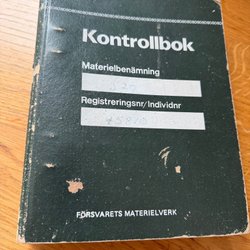 Kontrollbok
Materielbenämning
Registreringsnr/Individnr
FÖRSVARETS MATERIELVERK